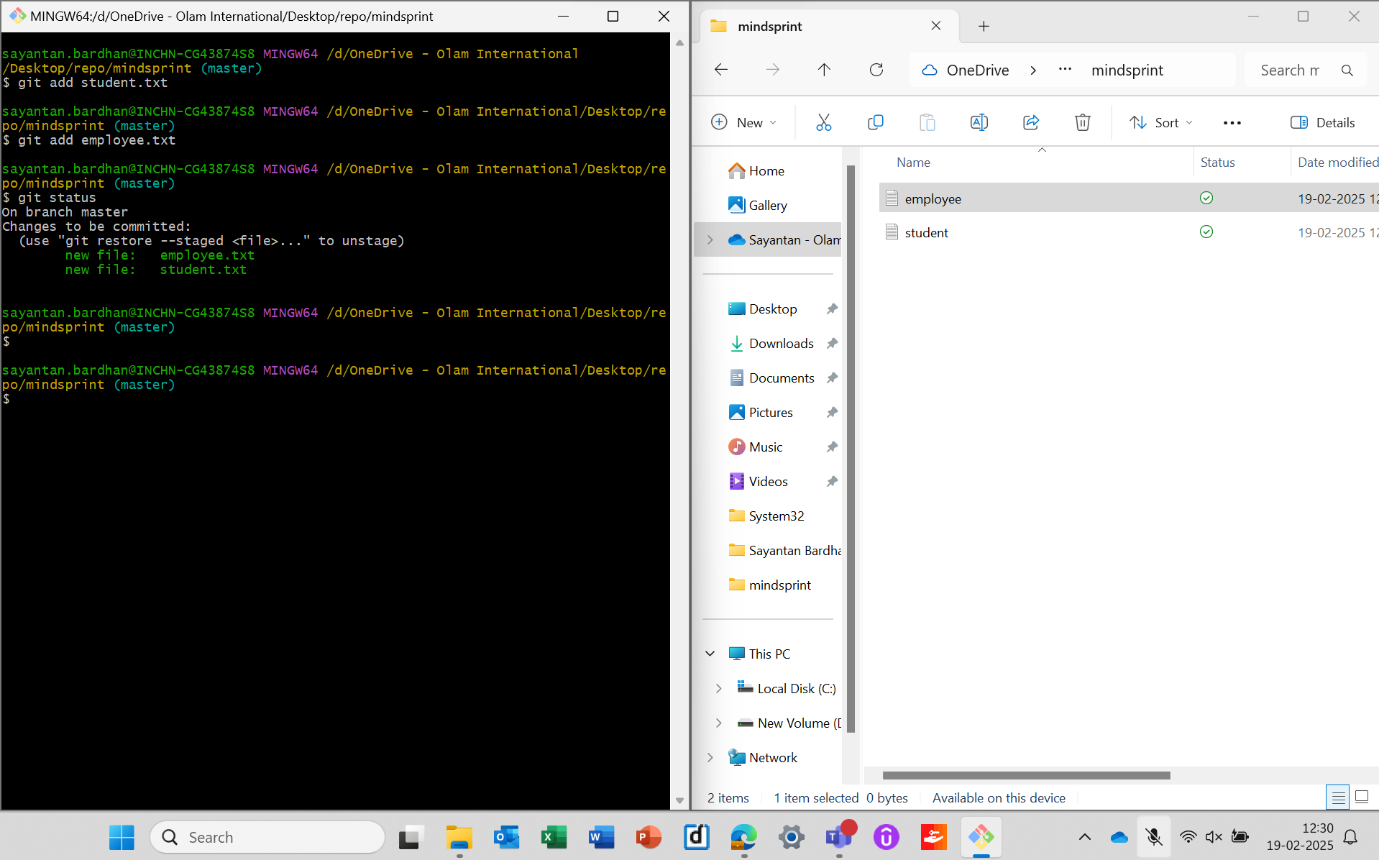 MINGW64:/d/OneDrive - Olam International/Desktop/repo/mindsprint
sayantan.bardhan@INCHN-CG43874S8 MINGW64 /d/OneDrive - Olam International
/Desktop/repo/mindsprint (master)
$ git add student.txt
sayantan.bardhan@INCHN-CG43874S8 MINGW64 /d/OneDrive - Olam International/Desktop/re
po/mindsprint (master)
$ git add employee.txt
sayantan.bardhan@INCHN-CG43874S8 MINGW64 /d/OneDrive - Olam International/Desktop/re
po/mindsprint (master)
$ git status
On branch master
Changes to be committed:
(use "git restore --staged <file>..." to unstage)
new file:   employee.txt
new file:   student.txt
sayantan.bardhan@INCHN-CG43874S8 MINGW64 /d/OneDrive - Olam International/Desktop/re
po/mindsprint (master)
$
sayantan.bardhan@INCHN-CG43874S8 MINGW64 /d/OneDrive - Olam International/Desktop/re
po/mindsprint (master)
$
mindsprint
OneDrive > ... mindsprint
Search m
New
Sort
Details
Home
Gallery
Sayantan - Olam
Desktop
Downloads
Documents
Pictures
Music
Videos
System32
Sayantan Bardha
mindsprint
This PC
Local Disk (C:)
New Volume (D
Network
Name Status Date modified
employee 19-02-2025 12
student 19-02-2025 12
2 items 1 item selected 0 bytes Available on this device
Search
12:30
19-02-2025